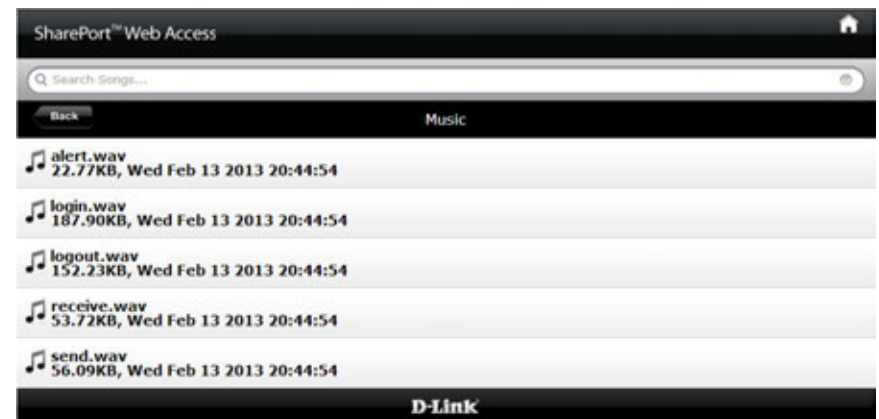 SharePort™ Web Access
Search Songs...
Back
Music
alert.wav
22.77KB, Wed Feb 13 2013 20:44:54
login.wav
187.90KB, Wed Feb 13 2013 20:44:54
logout.wav
152.23KB, Wed Feb 13 2013 20:44:54
receive.wav
53.72KB, Wed Feb 13 2013 20:44:54
send.wav
56.09KB, Wed Feb 13 2013 20:44:54
D-Link